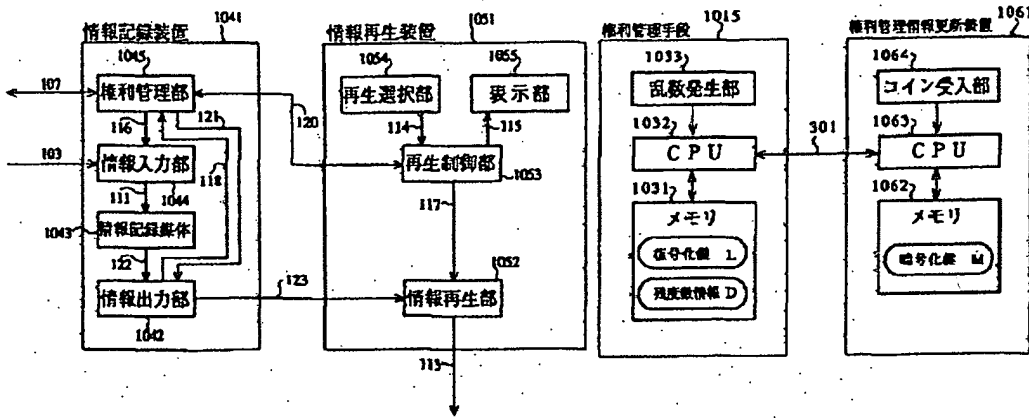 情報記録装置
1041
1045
107
権利管理部
116
121
103
情報入力部
118
111
1044
1043
情報記録媒体
122
情報出力部
1042
123
120
情報再生装置
1051
1054
1055
再生選択部
表示部
114
115
再生制御部
1053
117
1052
情報再生部
113
権利管理手段
1015
1033
乱数発生部
1032
CPU
1031
メモリ
復号化鍵 L
残度数情報 D
301
権利管理情報更新装置
1061
1064
コイン受入部
1063
CPU
1062
メモリ
暗号化鍵 M